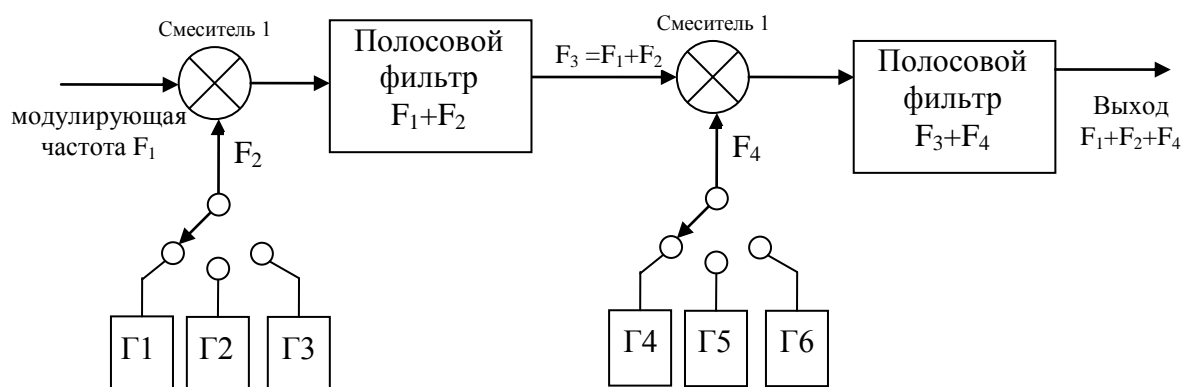 Смеситель 1
Полосовой
фильтр
F₁+F₂
F₃ =F₁+F₂
Смеситель 1
Полосовой
фильтр
F₃+F₄
модулирующая
частота F₁
F₂
F₄
Выход
F₁+F₂+F₄
Г1
Г2
Г3
Г4
Г5
Г6